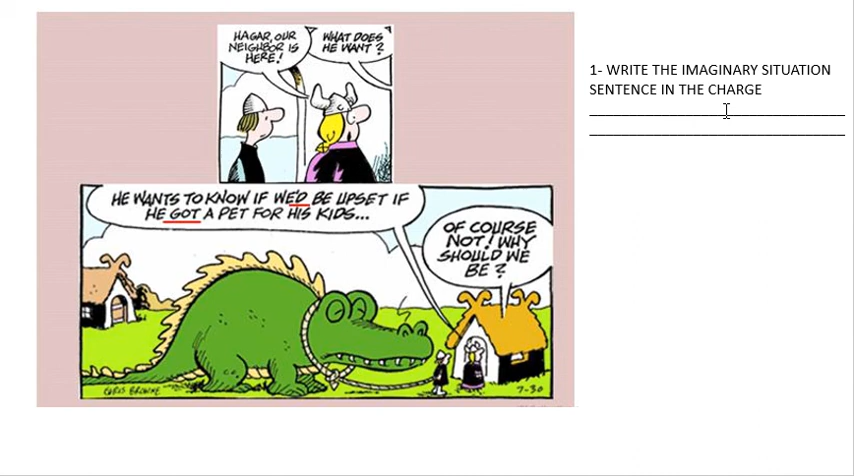 HAGAR, OUR
NEIGHBOR IS
HERE!
WHAT DOES
HE WANT?
HE WANTS TO KNOW IF WE'D BE UPSET IF
HE GOT A PET FOR HIS KIDS...
OF COURSE
NOT! WHY
SHOULD WE
BE?
CHRIS BROWNE
7-30
1- WRITE THE IMAGINARY SITUATION
SENTENCE IN THE CHARGE